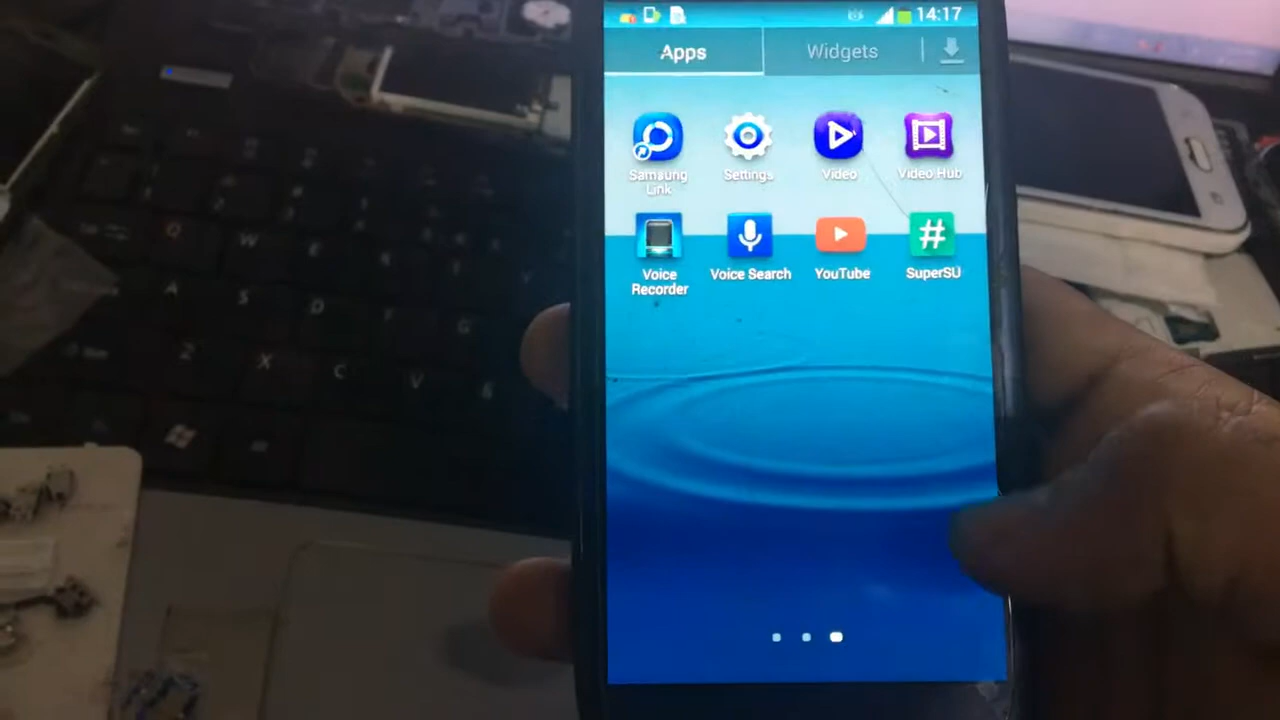 14:17
Apps
Widgets
Samsung
Link
Settings
Video
Video Hub
Voice
Recorder
Voice Search
YouTube
#
SuperSU
Q
W
A
S
D
F
G
Z
X
C
V